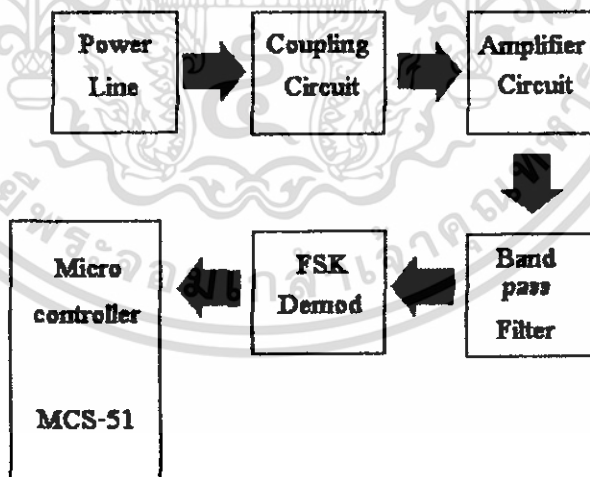 Power
Line
Coupling
Circuit
Amplifier
Circuit
Band
pass
Filter
FSK
Demod
Micro
controller
MCS-51